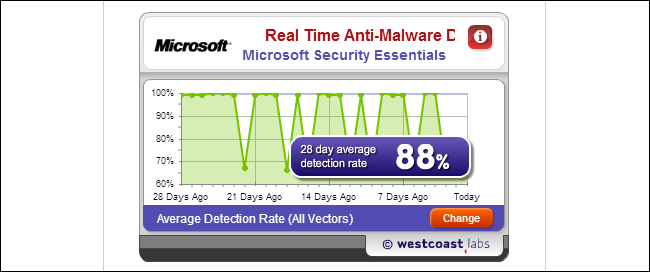 Microsoft®
Real Time Anti-Malware D
i
Microsoft Security Essentials
100%
90%
80%
70%
60%
28 day average
detection rate
88%
28 Days Ago
21 Days Ago
14 Days Ago
7 Days Ago
Today
Average Detection Rate (All Vectors)
Change
© westcoast labs